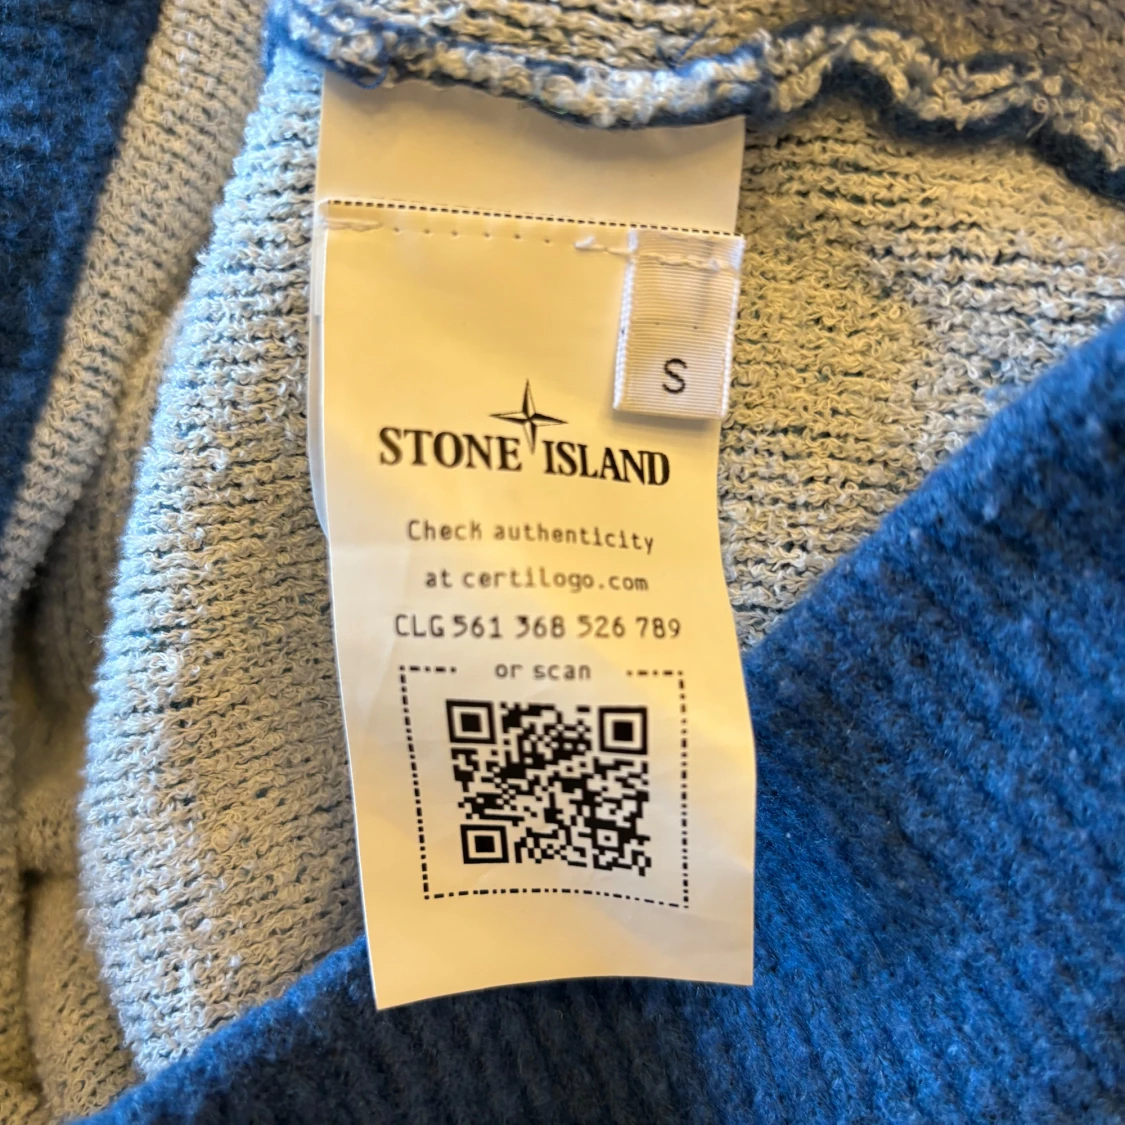 S
STONE ISLAND
Check authenticity
at certilogo.com
CLG 561 368 526 789
or scan